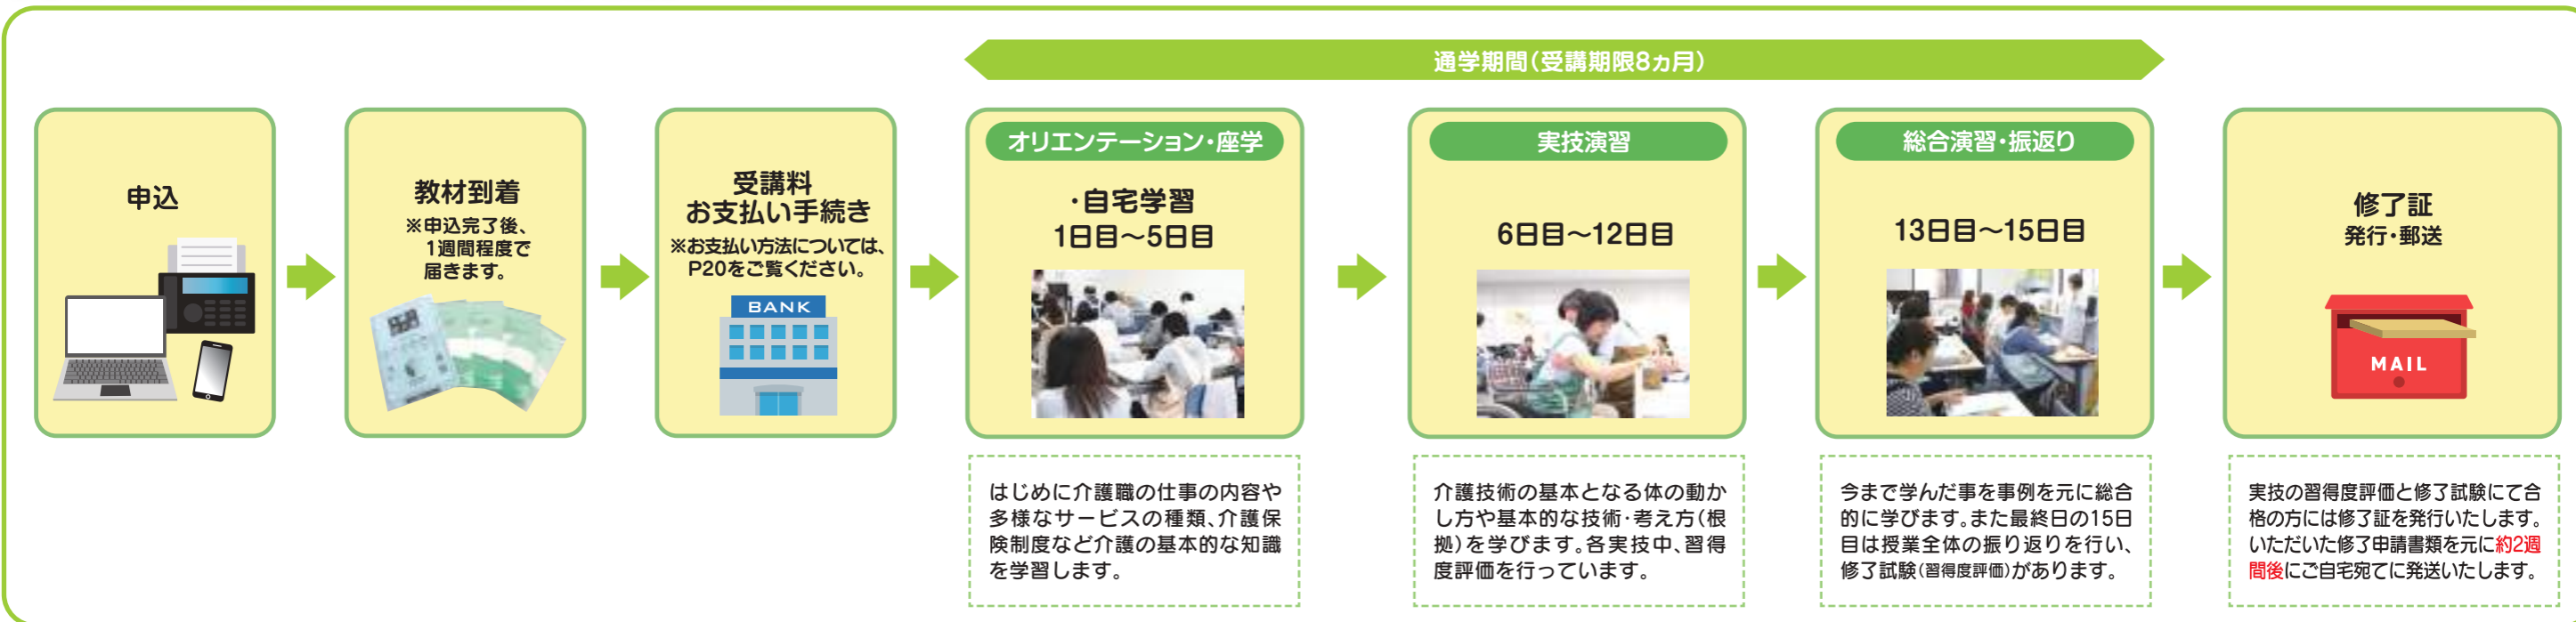 通学期間(受講期限8ヵ月)
申込
教材到着
※申込完了後、
1週間程度で
届きます。
受講料
お支払い手続き
※お支払い方法については、
P20をご覧ください。
BANK
オリエンテーション・座学
・自宅学習
1日目〜5日目
はじめに介護職の仕事の内容や
多様なサービスの種類、介護保
険制度など介護の基本的な知識
を学習します。
実技演習
6日目〜12日目
介護技術の基本となる体の動か
し方や基本的な技術・考え方(根
拠)を学びます。各実技中、習得
度評価を行っています。
総合演習・振返り
13日目〜15日目
今まで学んだ事を事例を元に総合
的に学びます。また最終日の15日
目は授業全体の振り返りを行い、
修了試験(習得度評価)があります。
修了証
発行・郵送
MAIL
実技の習得度評価と修了試験にて合
格の方には修了証を発行いたします。
いただいた修了申請書類を元に約2週
間後にご自宅宛てに発送いたします。